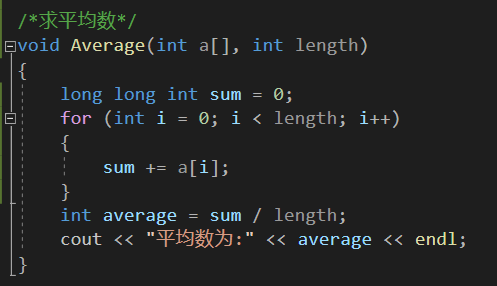 /*求平均数*/
void Average(int a[], int length)
{
long long int sum = 0;
for (int i = 0; i < length; i++)
{
sum += a[i];
}
int average = sum / length;
cout << "平均数为:" << average << endl;
}